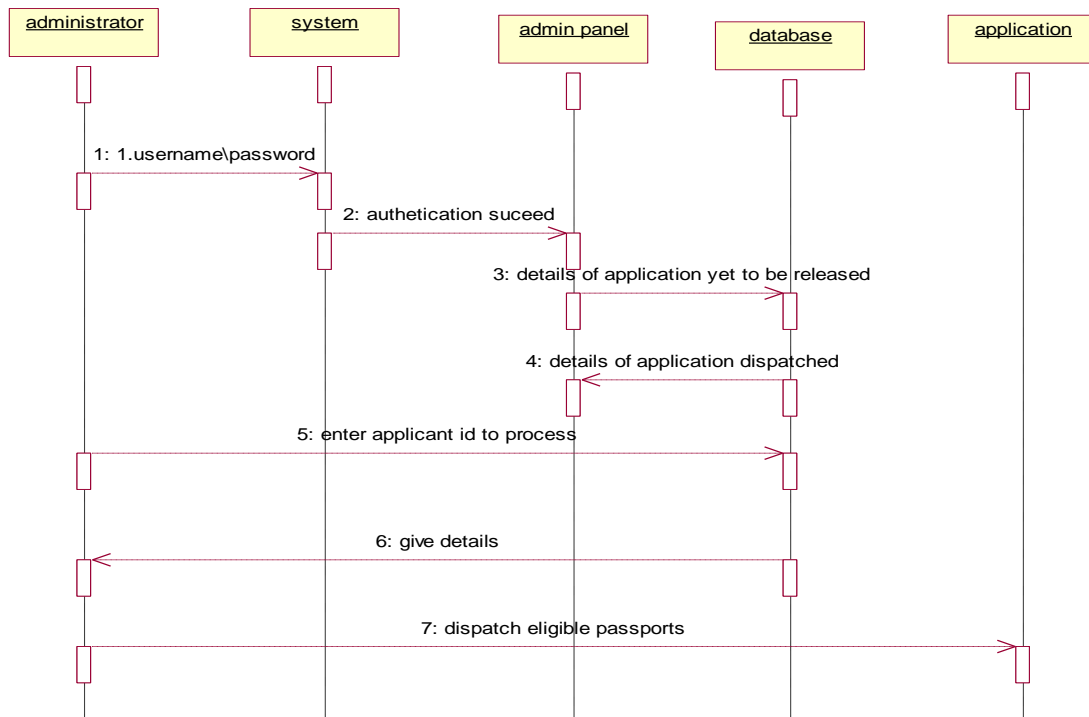 administrator
system
admin panel
database
application
1: 1.username\password
2: authetication suceed
3: details of application yet to be released
4: details of application dispatched
5: enter applicant id to process
6: give details
7: dispatch eligible passports